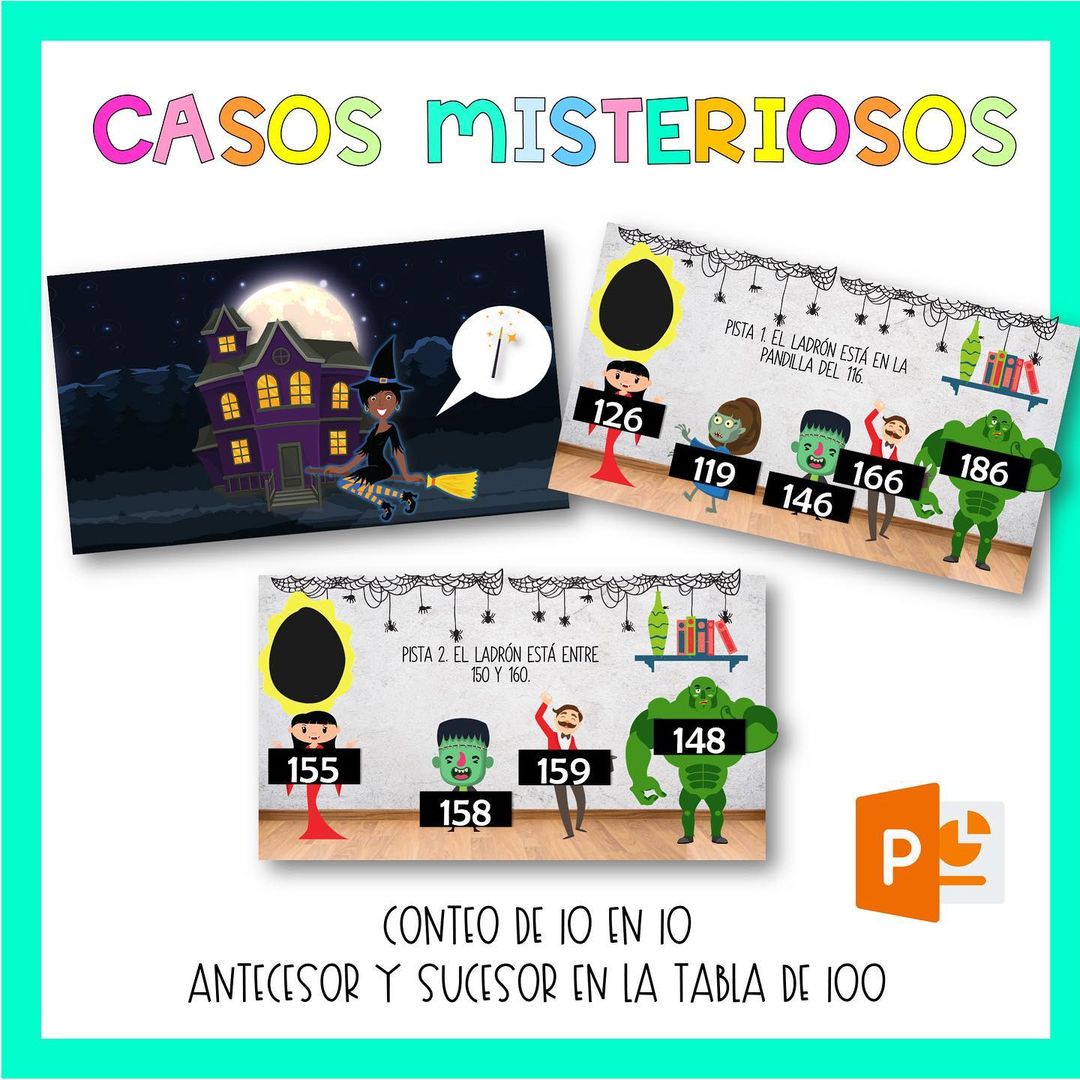 CASOS MISTERIOSOS
PISTA 1. EL LADRÓN ESTÁ EN LA
PANDILLA DEL 116.
126
119
146
166
186
PISTA 2. EL LADRÓN ESTÁ ENTRE
150 Y 160.
155
158
159
148
P
CONTEO DE 10 EN 10
ANTECESOR Y SUCESOR EN LA TABLA DE 100